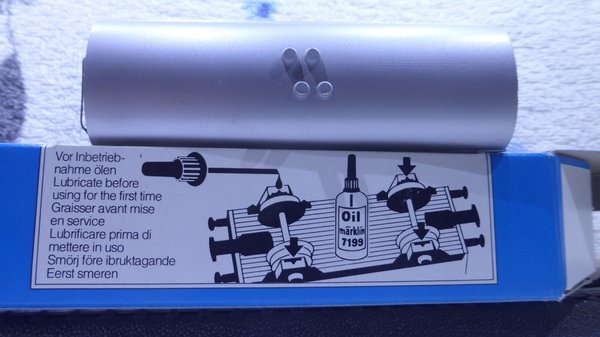 Vor Inbetrieb-
nahme ölen
Lubricate before
using for the first time
Graisser avant mise
en service
Lubrificare prima di
mettere in uso
Smörj före ibruktagande
Eerst smeren
Oil
märklin
7199